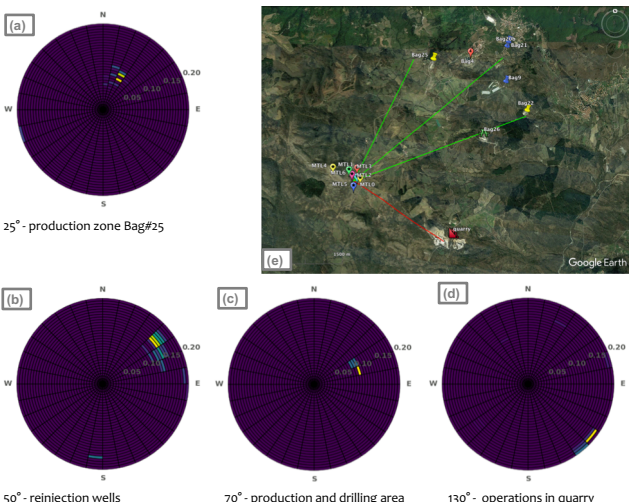 (a)
N
W
E
S
0.05
0.10
0.15
0.20
25° - production zone Bag#25
Bag25
Bag4
Bag20b
Bag21
Bag9
Bag22
Bag26
MTL4
MTL1
MTL3
MTL6
MTL2
MTL5
MTL0
quarry
Google Earth
(e)
(b)
N
W
E
S
0.05
0.10
0.15
0.20
50° - reinjection wells
(c)
N
W
E
S
0.05
0.10
0.15
0.20
70° - production and drilling area
(d)
N
W
E
S
0.05
0.10
0.15
0.20
130° - operations in quarry